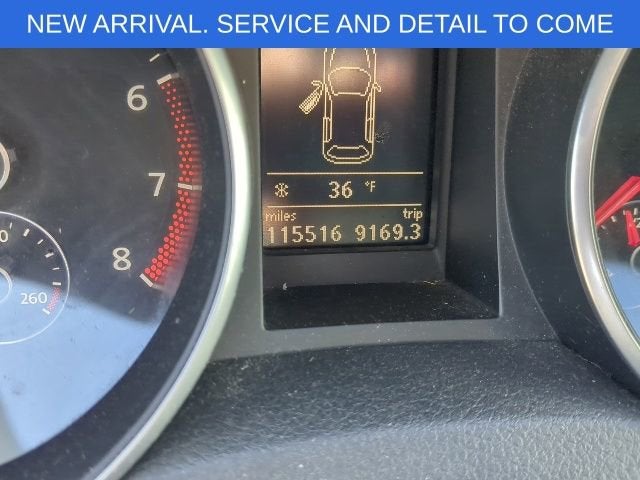 NEW ARRIVAL. SERVICE AND DETAIL TO COME
6
7
8
260
36 °F
miles trip
115516 9169.3